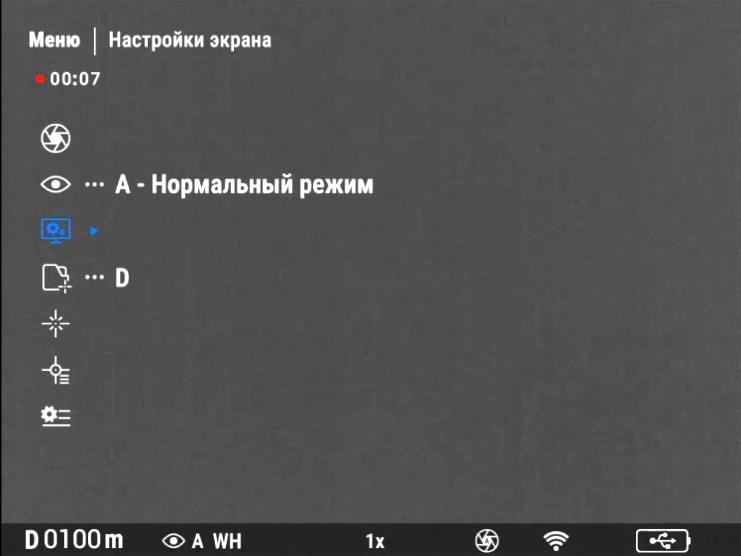 Меню | Настройки экрана
00:07
··· A - Нормальный режим
··· D
D 0100 m A WH 1x